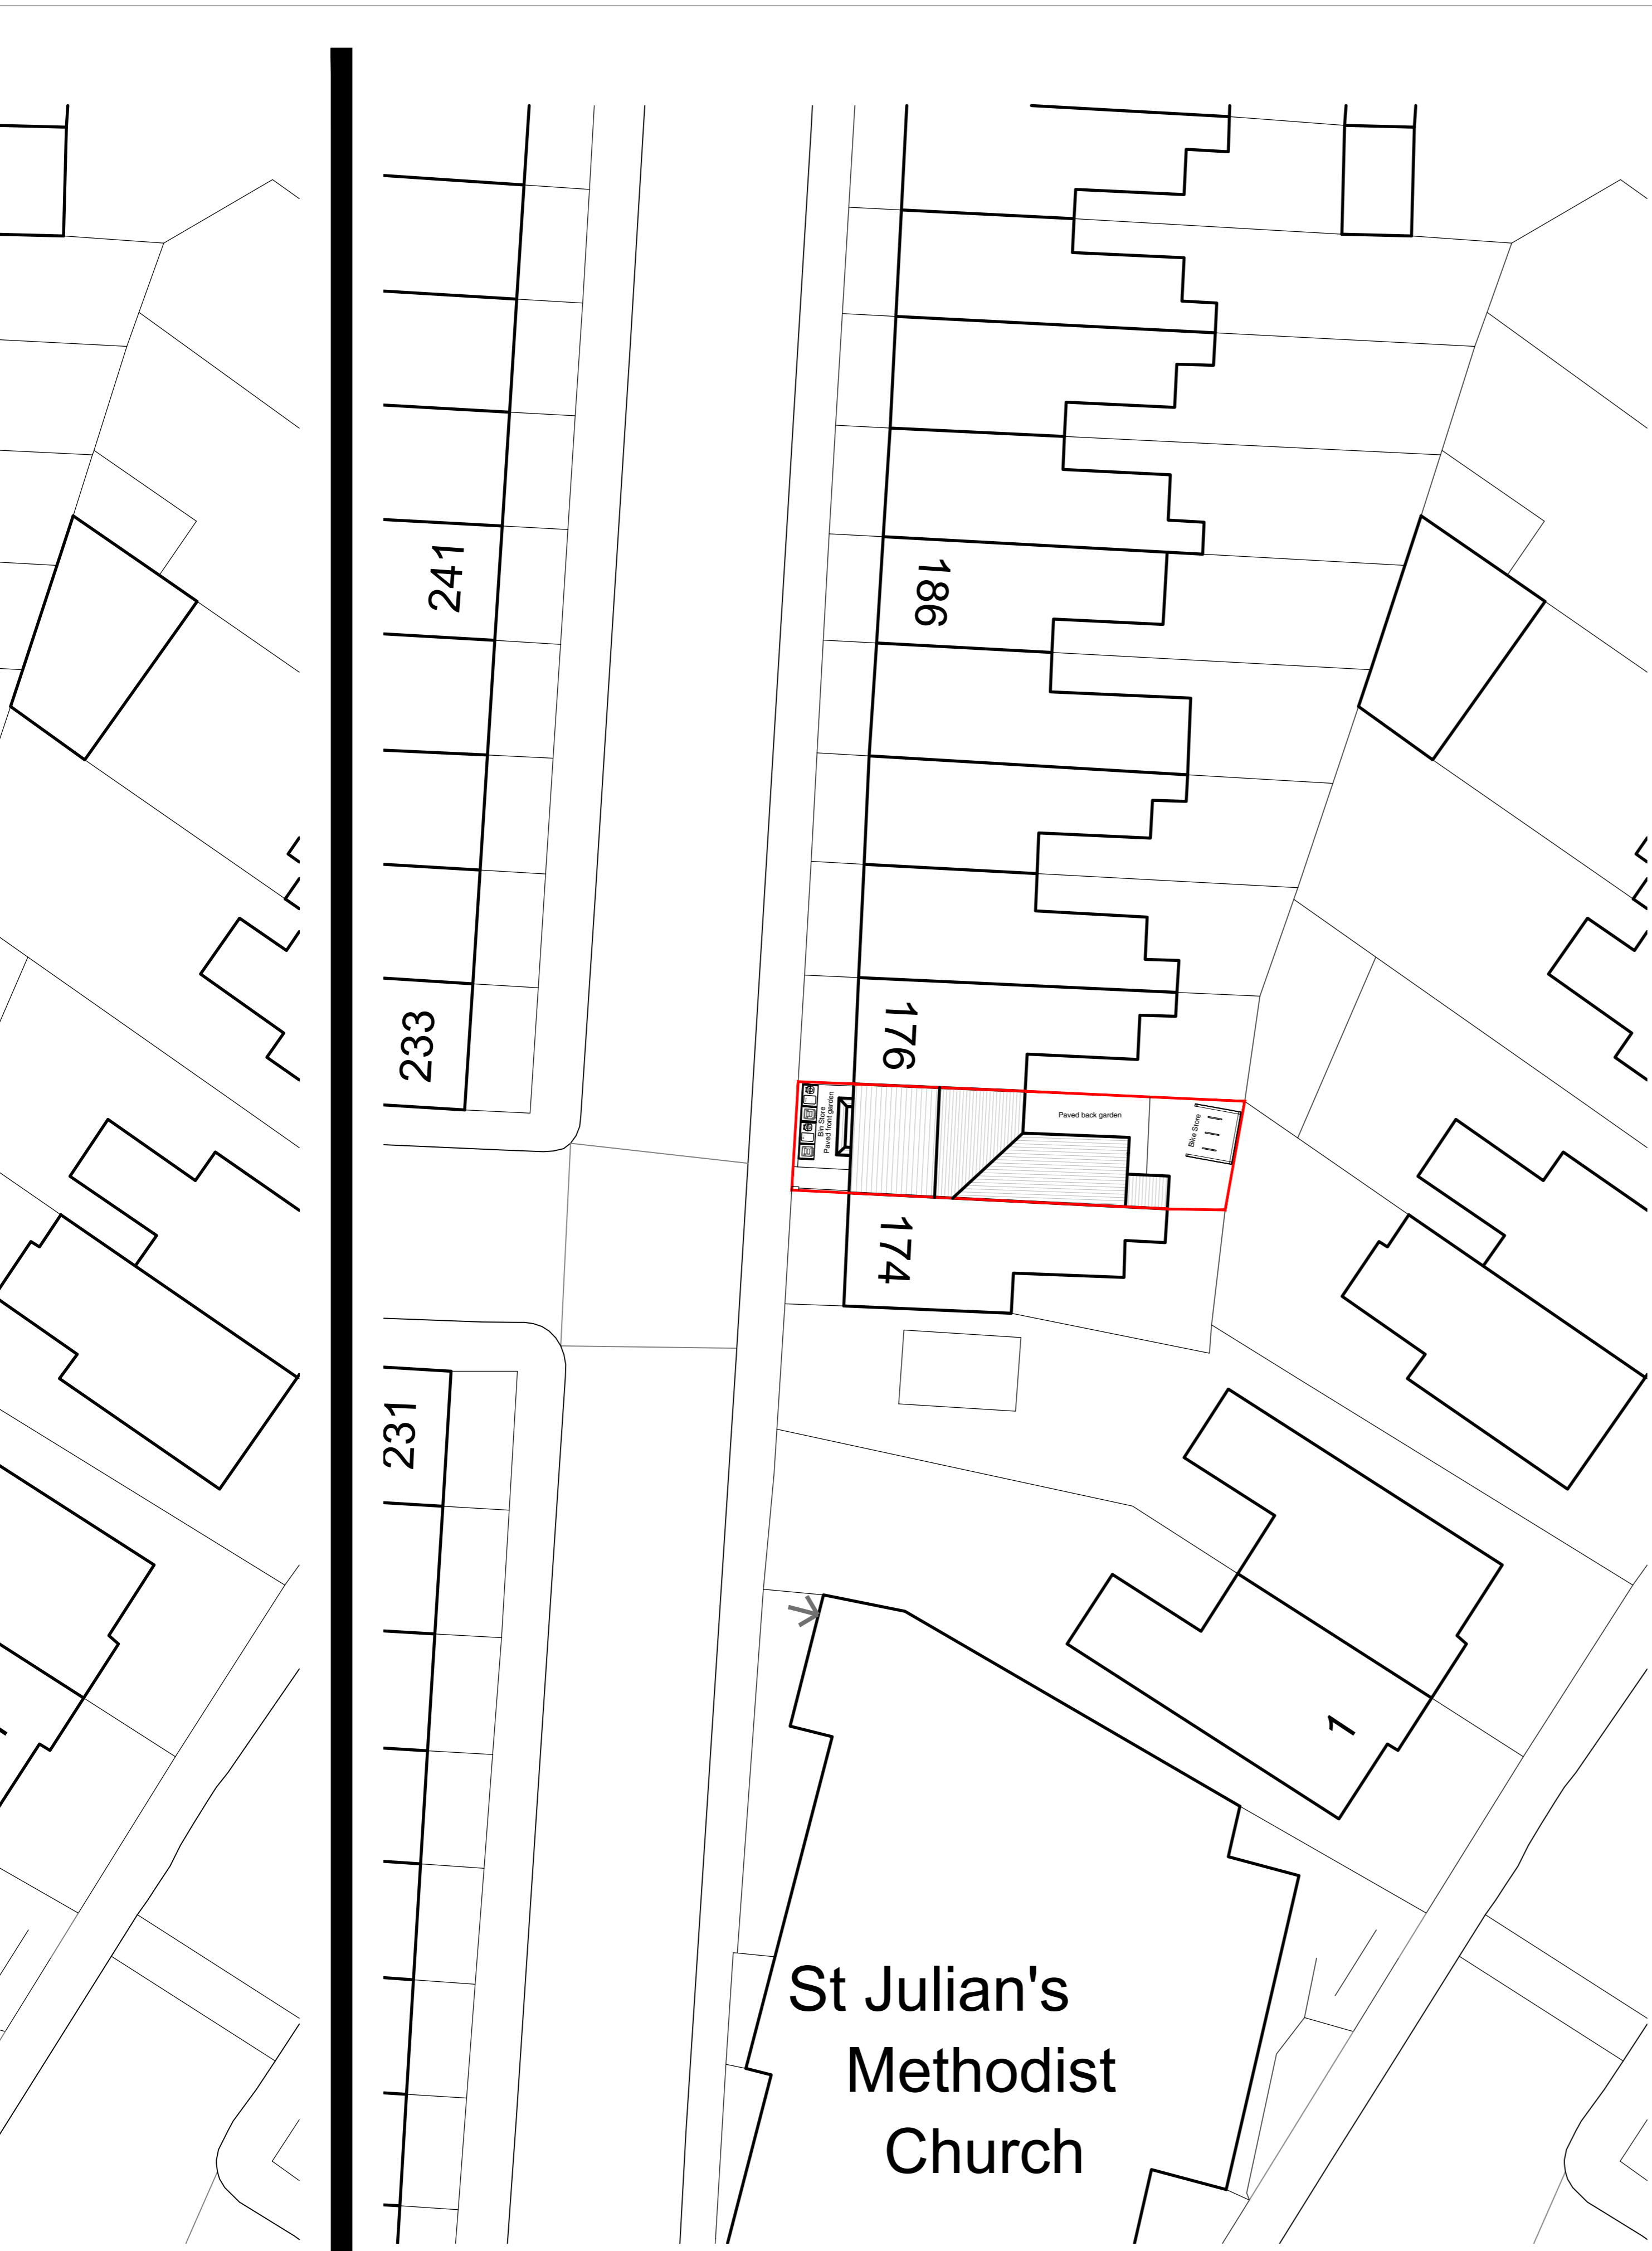 241
186
233
176
Bin Store
Paved front garden
Paved back garden
Bike Store
174
231
1
St Julian's
Methodist
Church